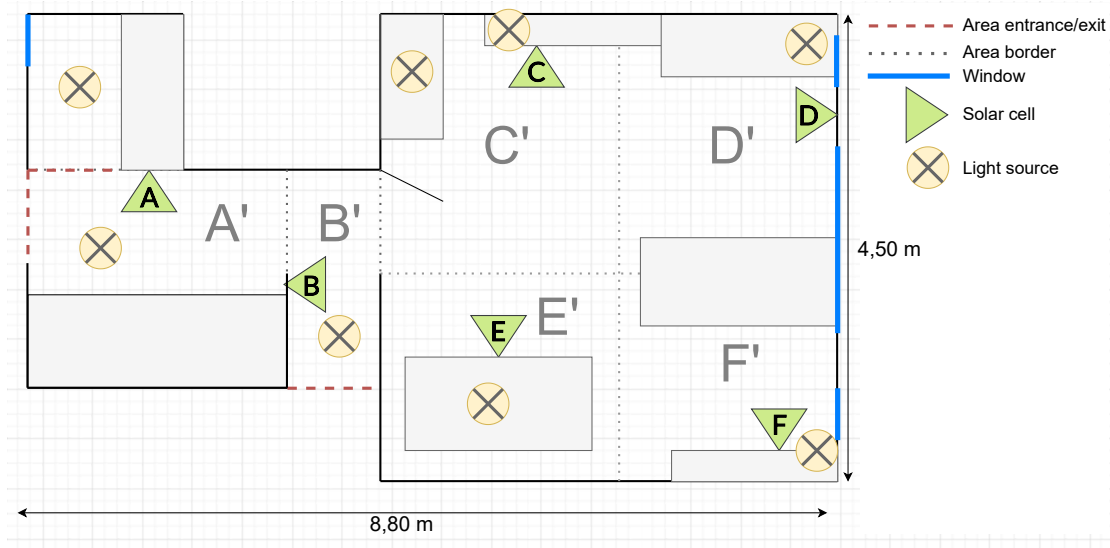 Area entrance/exit
Area border
Window
Solar cell
Light source
C
D
C'
D'
A
A'
B'
B
4,50 m
E
E'
F'
F
8,80 m